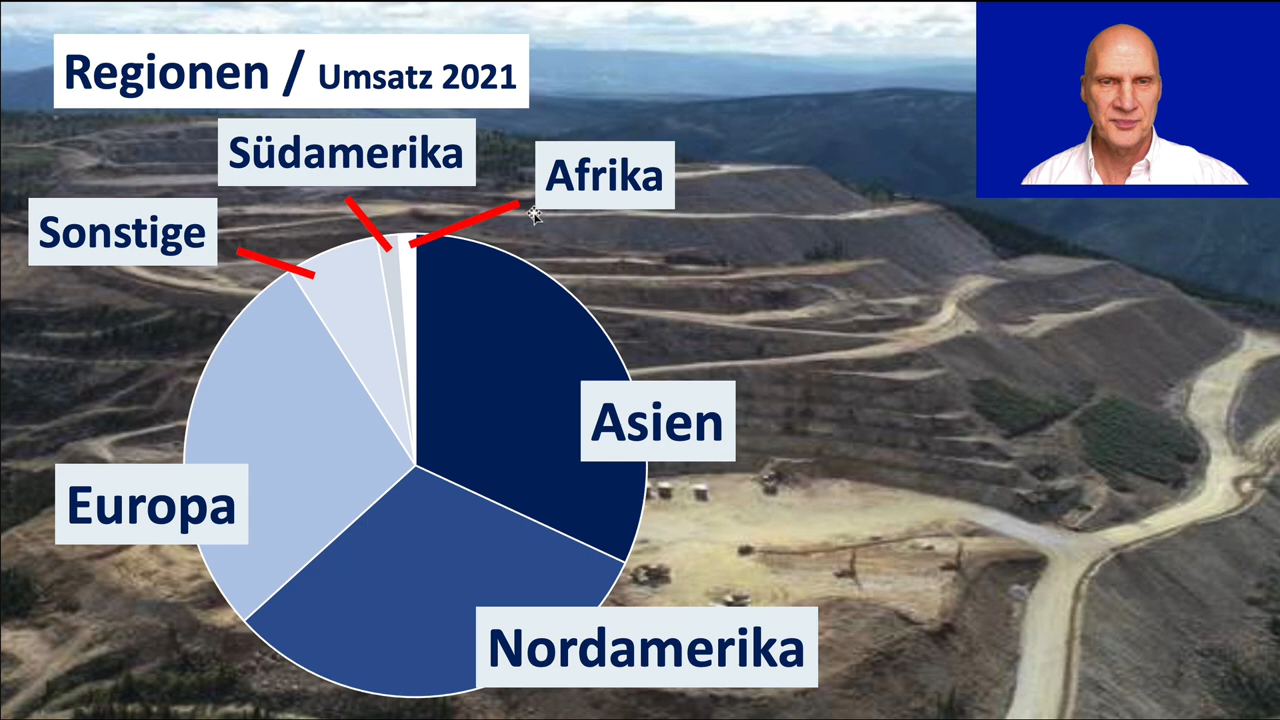 Regionen / Umsatz 2021
Südamerika
Afrika
Sonstige
Asien
Europa
Nordamerika